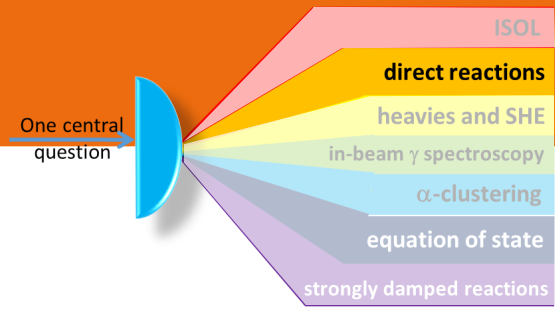 ISOL
direct reactions
One central
question
heavies and SHE
in-beam γ spectroscopy
α-clustering
equation of state
strongly damped reactions